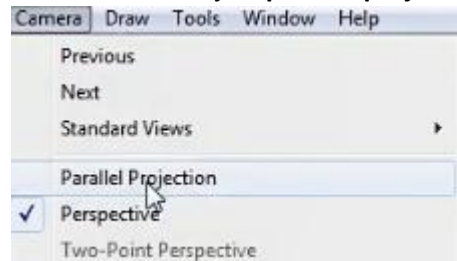 Camera Draw Tools Window Help
Previous
Next
Standard Views
Parallel Projection
Perspective
Two-Point Perspective